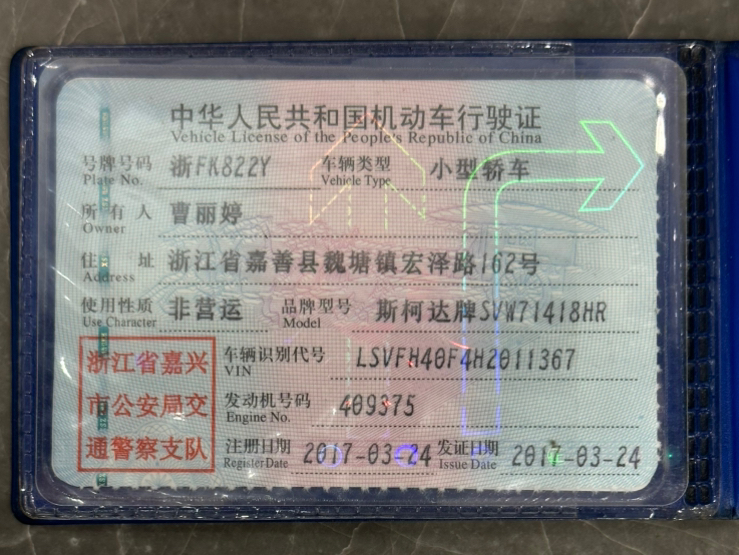 中华人民共和国机动车行驶证
Vehicle License of the People's Republic of China
号牌号码 浙FK822Y 车辆类型 小型轿车
Plate No. Vehicle Type
所有人 曹丽婷
Owner
住址 浙江省嘉善县魏塘镇宏泽路162号
Address
使用性质 非营运 品牌型号 斯柯达牌SVW71418HR
Use Character Model
浙江省嘉兴
市公安局交
通警察支队
车辆识别代号 LSVFH40F4H2011367
VIN
发动机号码 409375
Engine No.
注册日期 2017-03-24 发证日期 2017-03-24
Register Date Issue Date